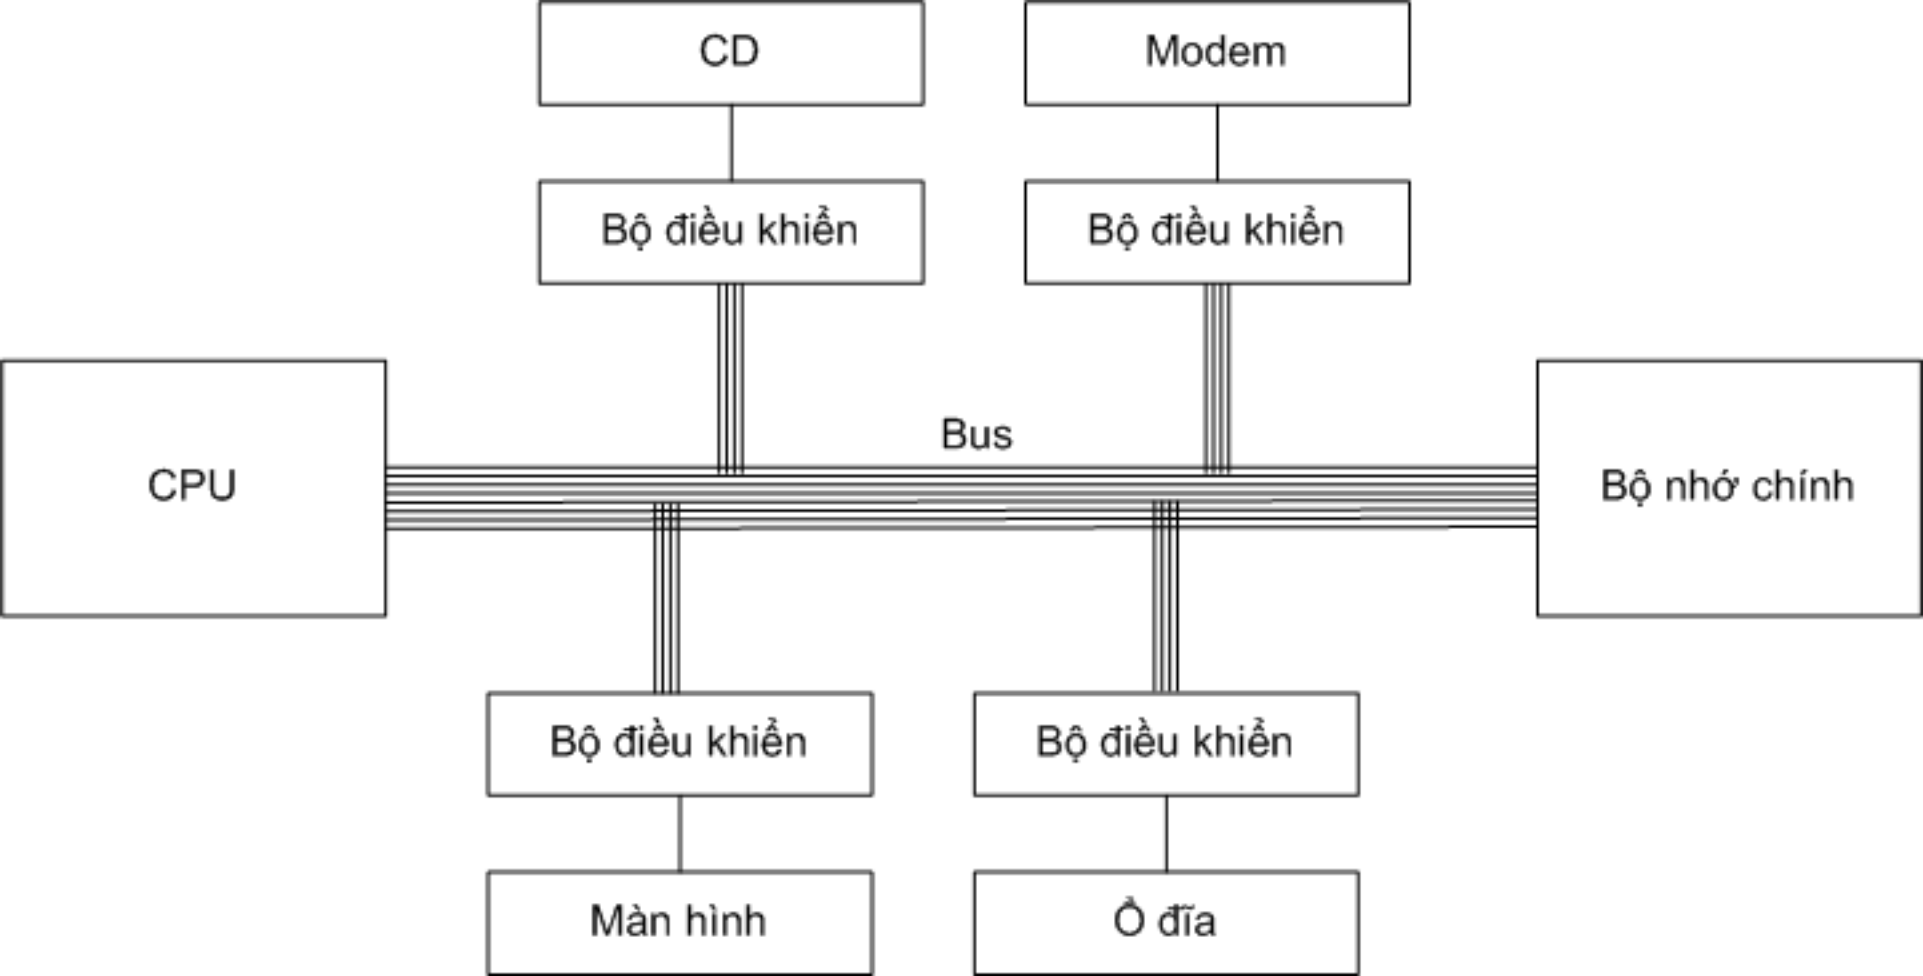 CD
Modem
Bộ điều khiển
Bộ điều khiển
Bus
CPU
Bộ nhớ chính
Bộ điều khiển
Bộ điều khiển
Màn hình
Ổ đĩa